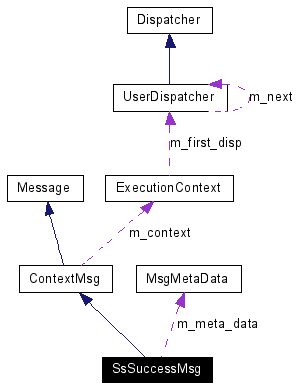 Dispatcher
UserDispatcher
m_next
m_first_disp
Message
ExecutionContext
m_context
ContextMsg
MsgMetaData
m_meta_data
SsSuccessMsg